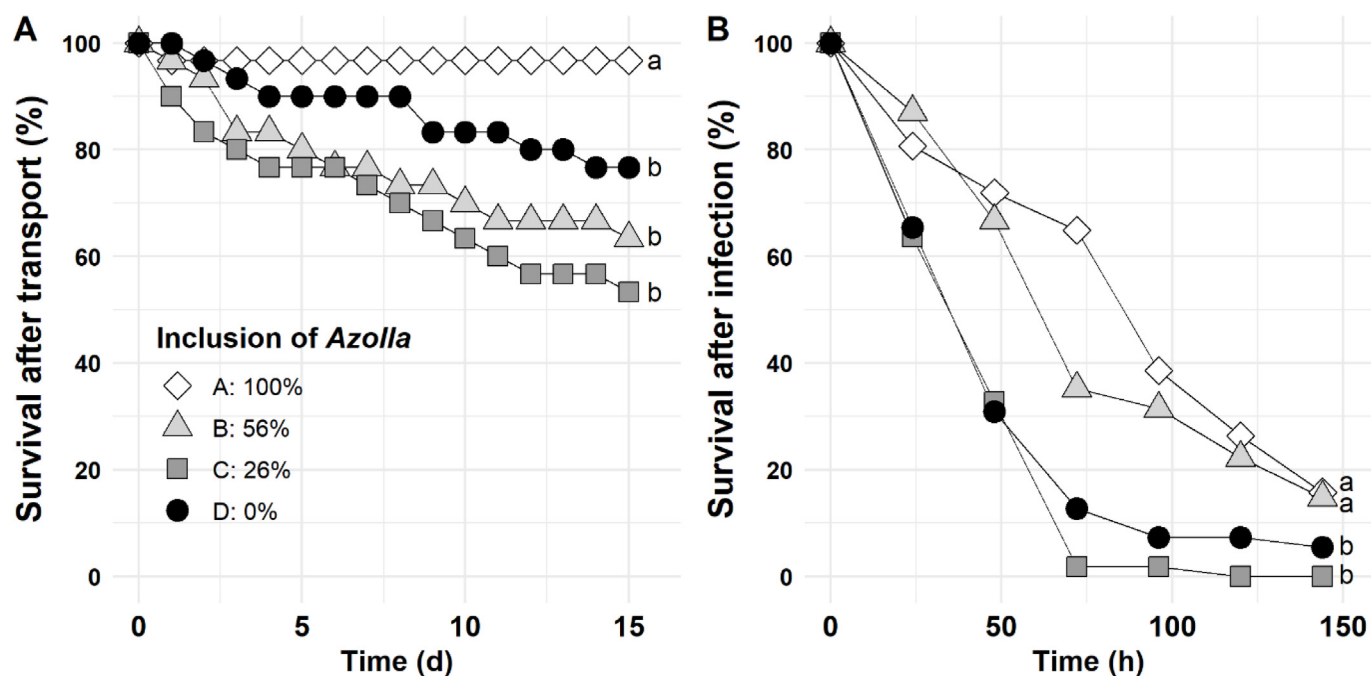 A
Survival after transport (%)
100
80
60
40
20
0
a
b
b
b
Inclusion of Azolla
A: 100%
B: 56%
C: 26%
D: 0%
0
5
10
15
Time (d)
B
Survival after infection (%)
100
80
60
40
20
0
a
a
b
b
0
50
100
150
Time (h)